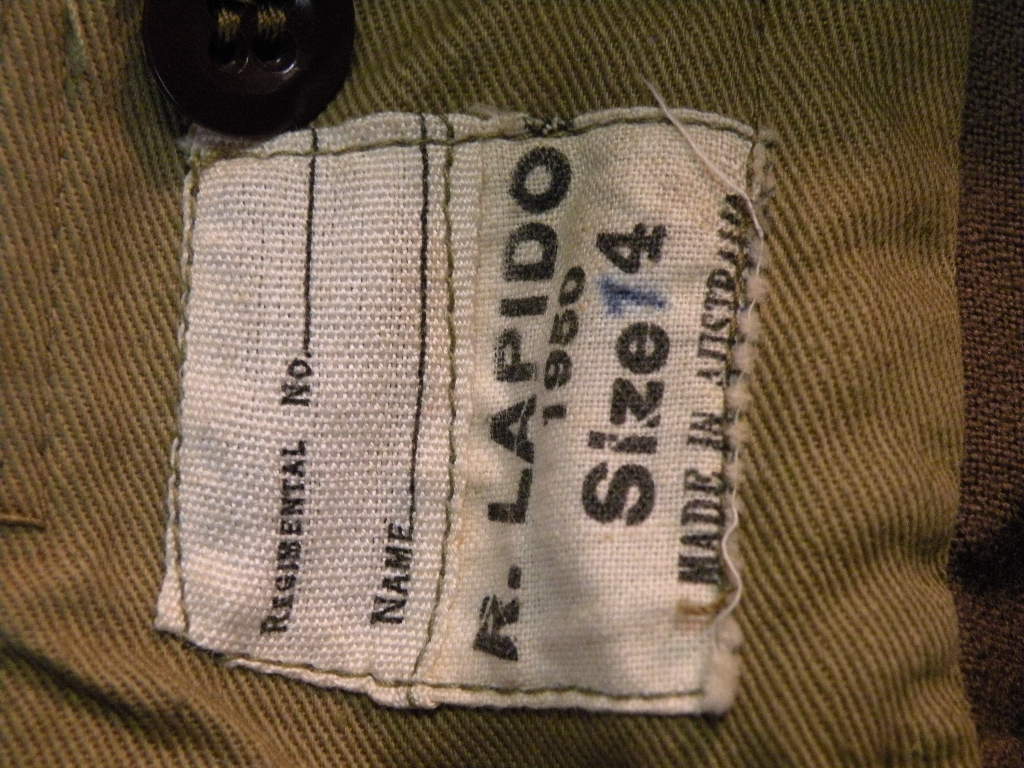 REGIMENTAL No.
NAME
R. LAPIDO
1950
Size 14
MADE IN AUSTRALIA